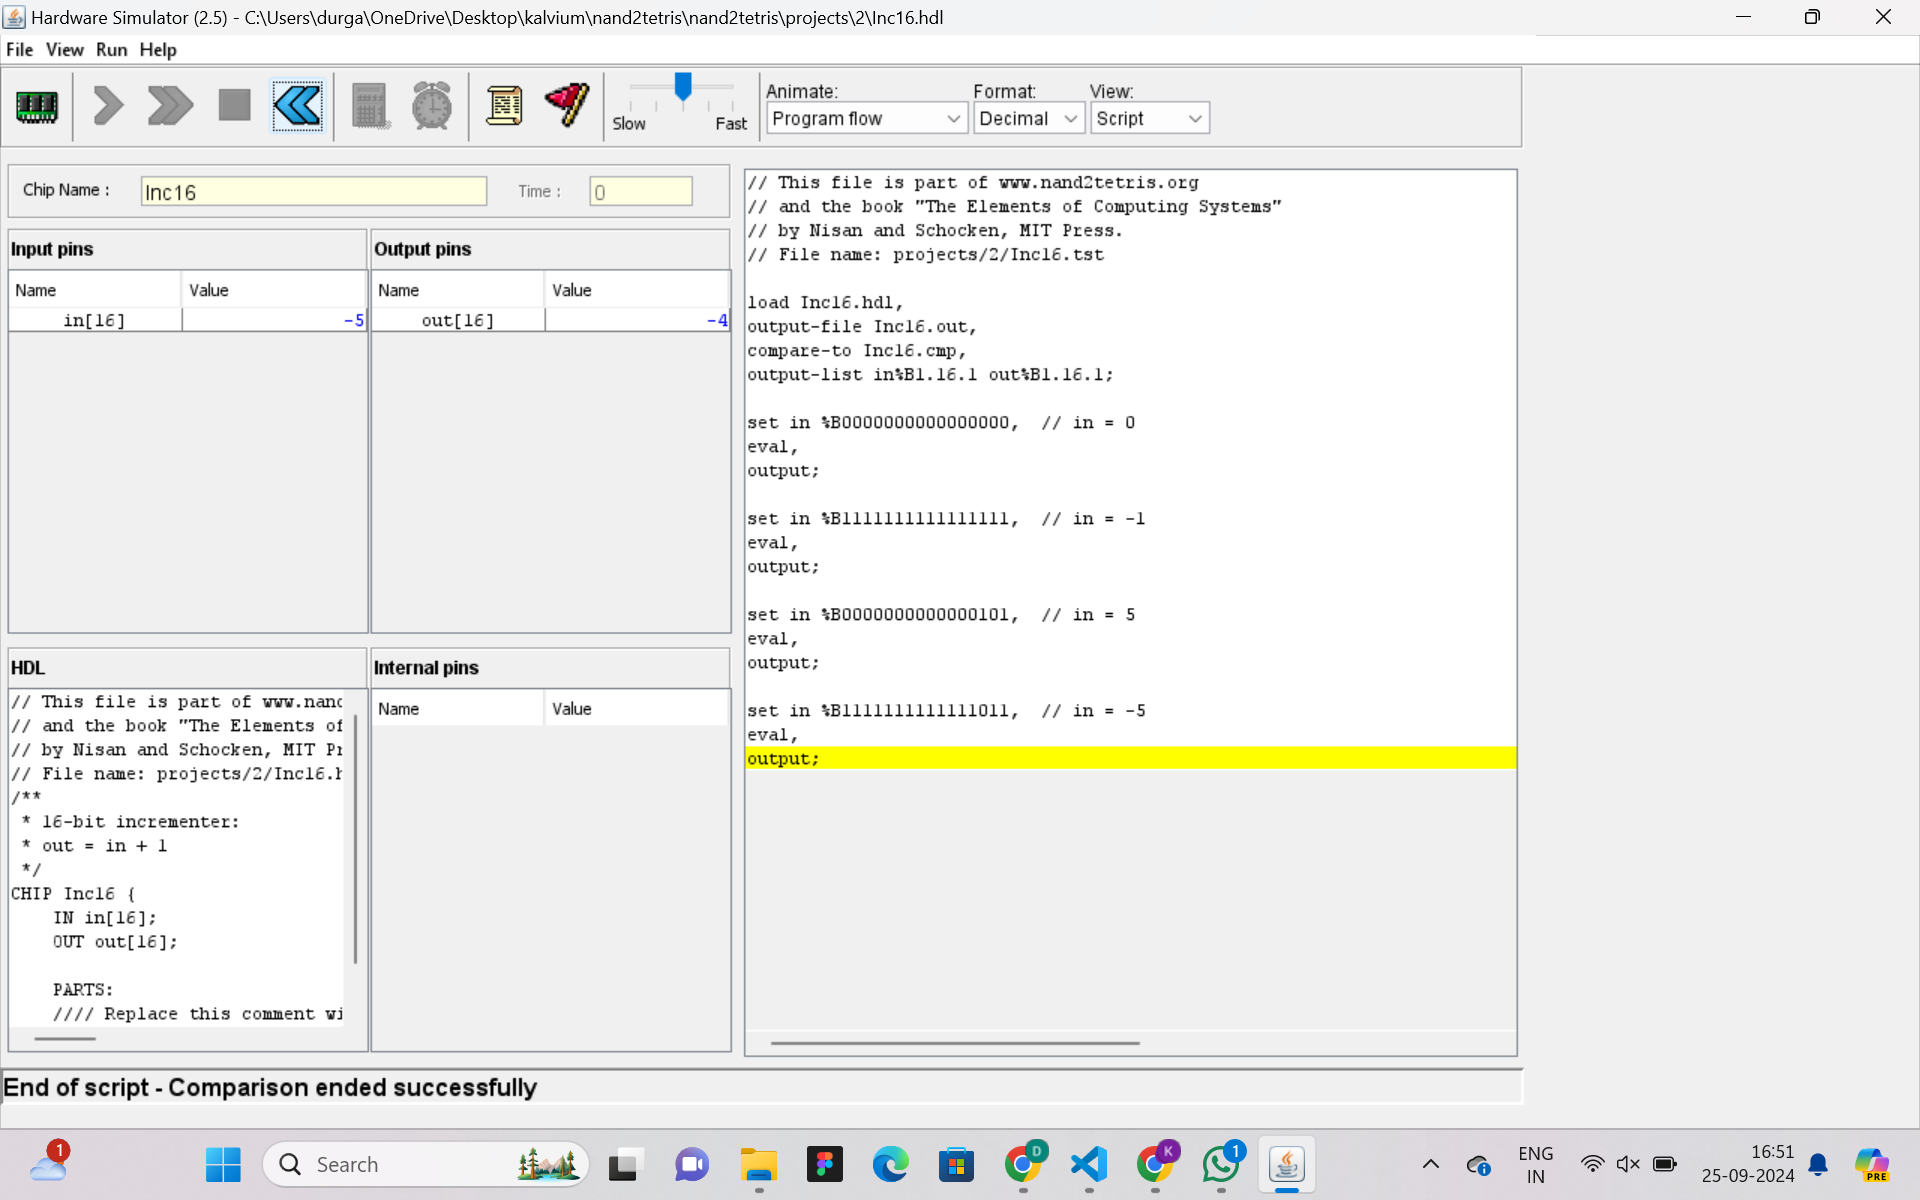 Hardware Simulator (2.5) - C:\Users\durga\OneDrive\Desktop\kalvium\nand2tetris\nand2tetris\projects\2\Inc16.hdl
File View Run Help
Slow Fast
Animate:
Program flow
Format:
Decimal
View:
Script
Chip Name :
Inc16
Time :
0
Input pins
Name Value
in[16] -5
Output pins
Name Value
out[16] -4
HDL
// This file is part of www.nand
// and the book "The Elements of
// by Nisan and Schocken, MIT Pr
// File name: projects/2/Inc16.h
/**
* 16-bit incrementer:
* out = in + 1
*/
CHIP Inc16 {
IN in[16];
OUT out[16];
PARTS:
//// Replace this comment wi
Internal pins
Name Value
// This file is part of www.nand2tetris.org
// and the book "The Elements of Computing Systems"
// by Nisan and Schocken, MIT Press.
// File name: projects/2/Inc16.tst
load Inc16.hdl,
output-file Inc16.out,
compare-to Inc16.cmp,
output-list in%B1.16.1 out%B1.16.1;
set in %B0000000000000000,  // in = 0
eval,
output;
set in %B1111111111111111,  // in = -1
eval,
output;
set in %B0000000000000101,  // in = 5
eval,
output;
set in %B1111111111111011,  // in = -5
eval,
output;
End of script - Comparison ended successfully
1
Search
D
K
1
ENG
IN
16:51
25-09-2024
PRE